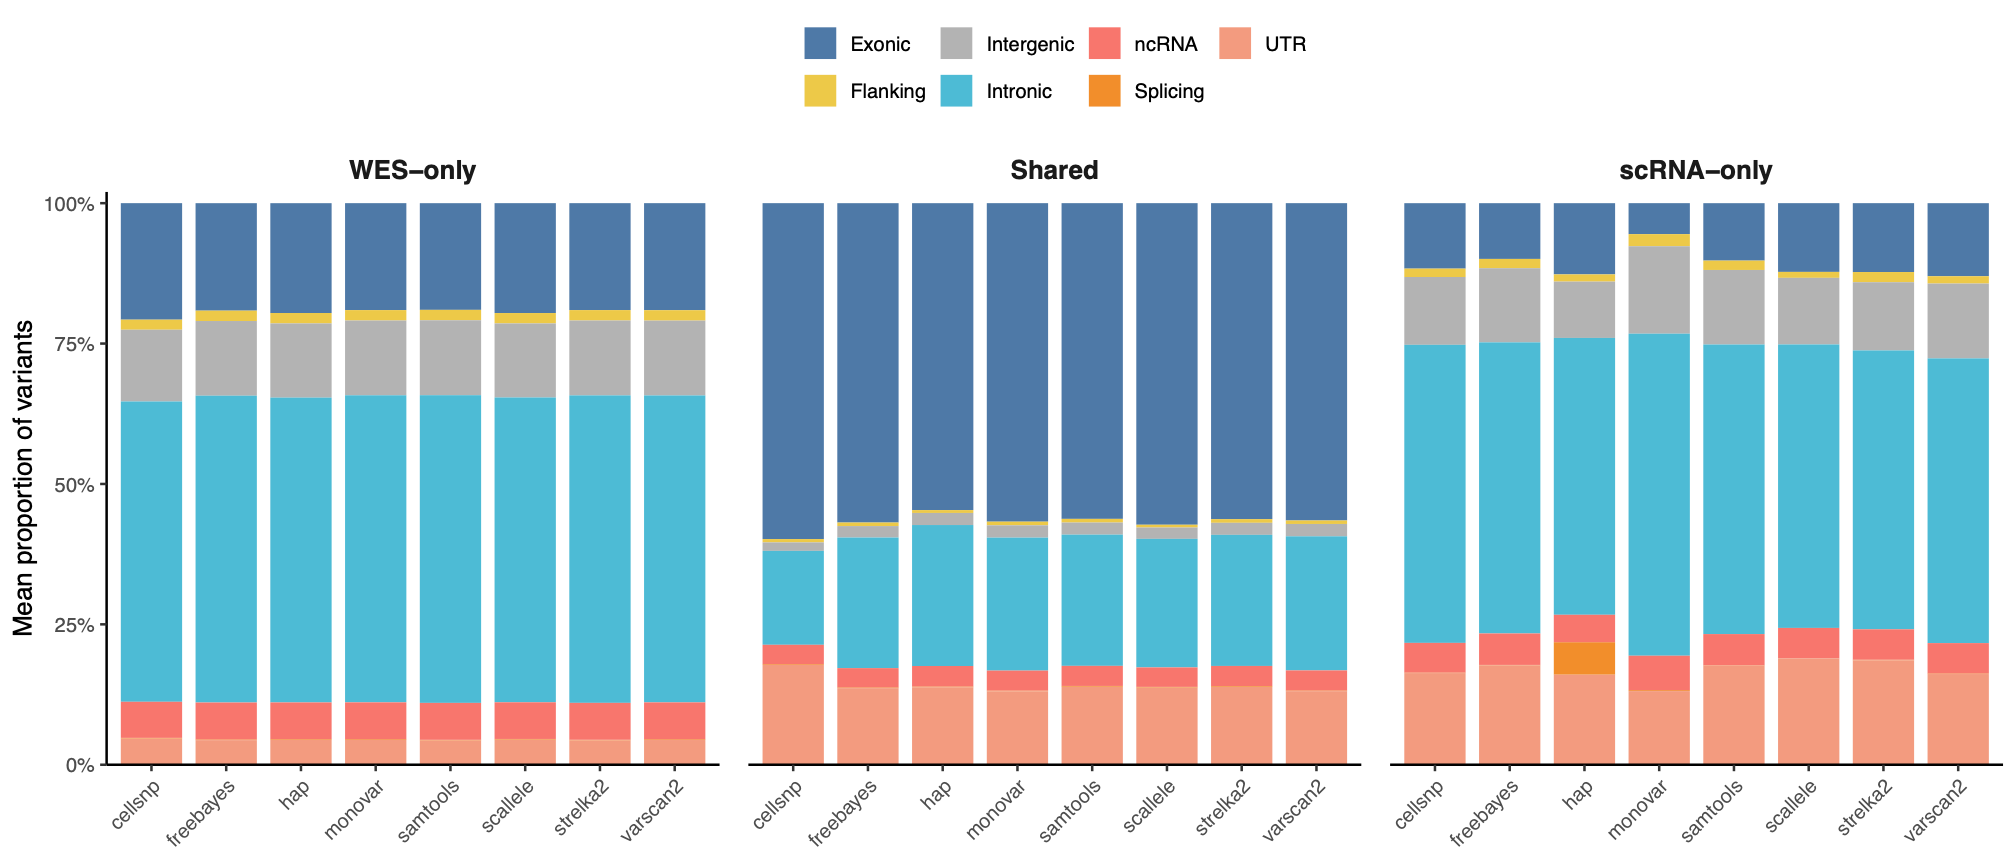 Exonic Intergenic ncRNA UTR
Flanking Intronic Splicing
WES–only Shared scRNA–only
Mean proportion of variants
100%
75%
50%
25%
0%
cellsnp freebayes hap monovar samtools scallele strelka2 varscan2
cellsnp freebayes hap monovar samtools scallele strelka2 varscan2
cellsnp freebayes hap monovar samtools scallele strelka2 varscan2